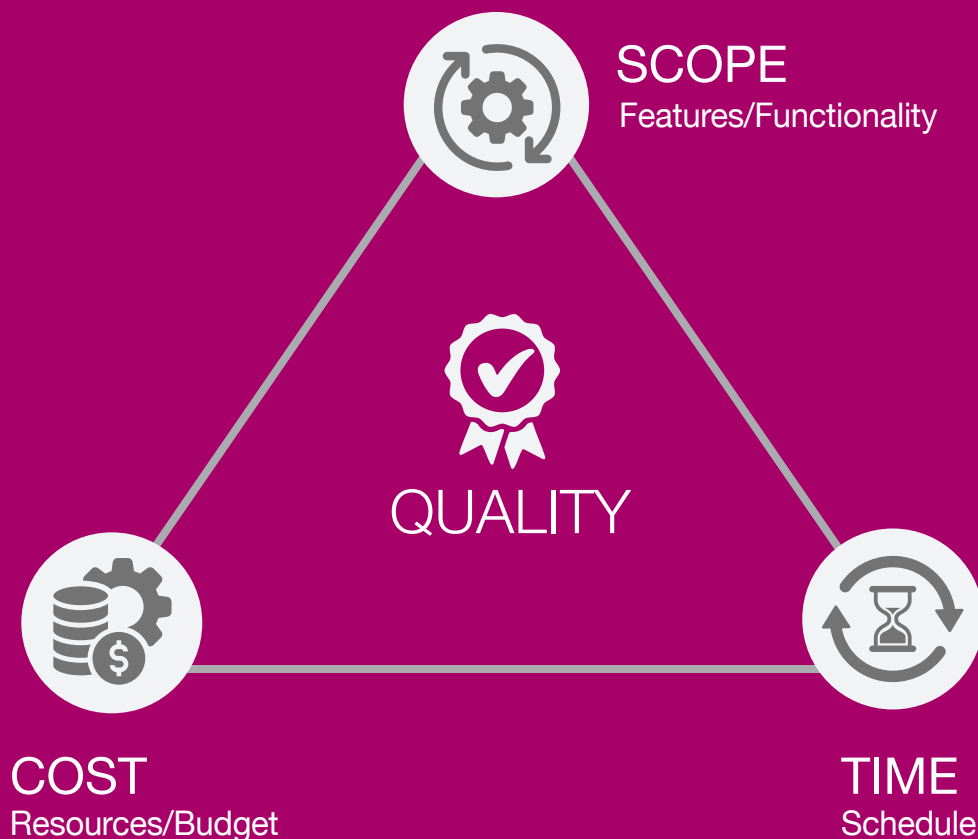 SCOPE
Features/Functionality
QUALITY
$
COST
Resources/Budget
TIME
Schedule